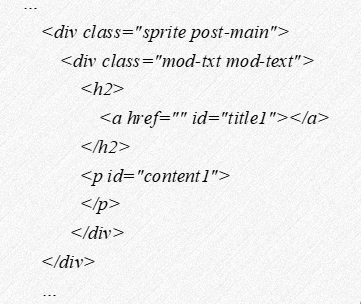 ...
<div class="sprite post-main">
<div class="mod-txt mod-text">
<h2>
<a href="" id="title1"></a>
</h2>
<p id="content1">
</p>
</div>
</div>
...